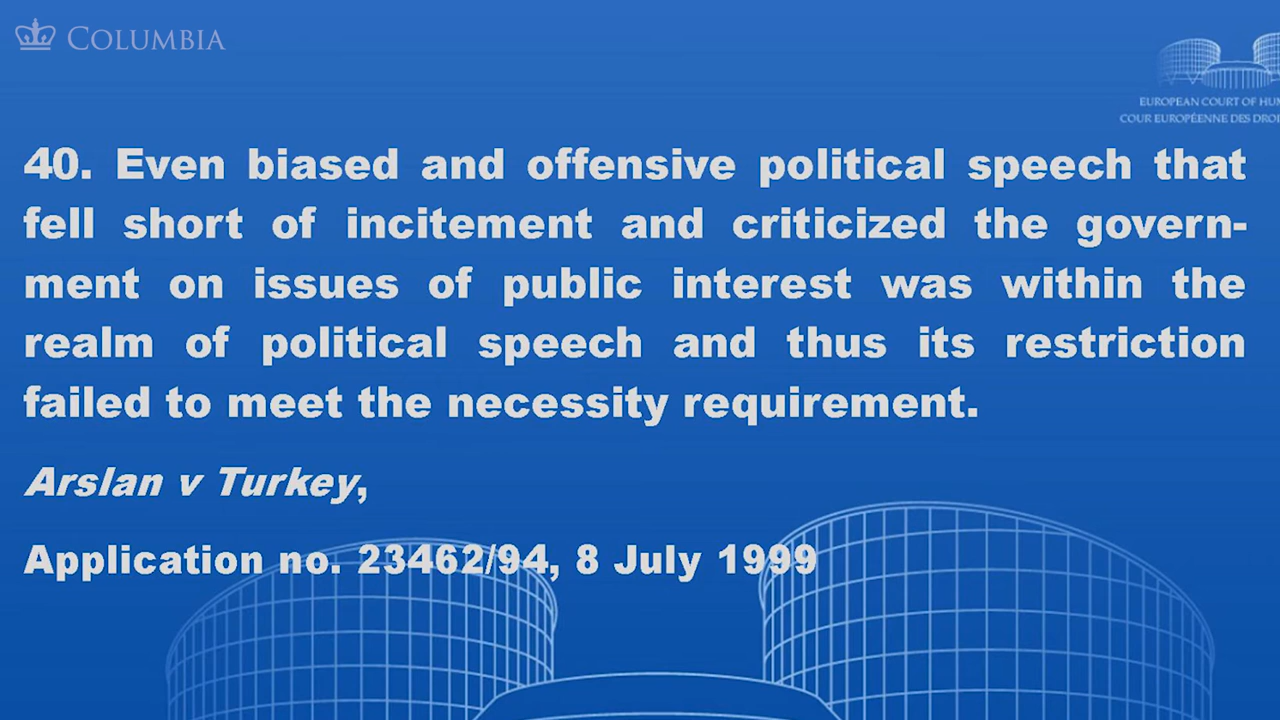 COLUMBIA
EUROPEAN COURT OF HUM
COUR EUROPÉENNE DES DROI
40. Even biased and offensive political speech that
fell short of incitement and criticized the govern-
ment on issues of public interest was within the
realm of political speech and thus its restriction
failed to meet the necessity requirement.
Arslan v Turkey,
Application no. 23462/94, 8 July 1999